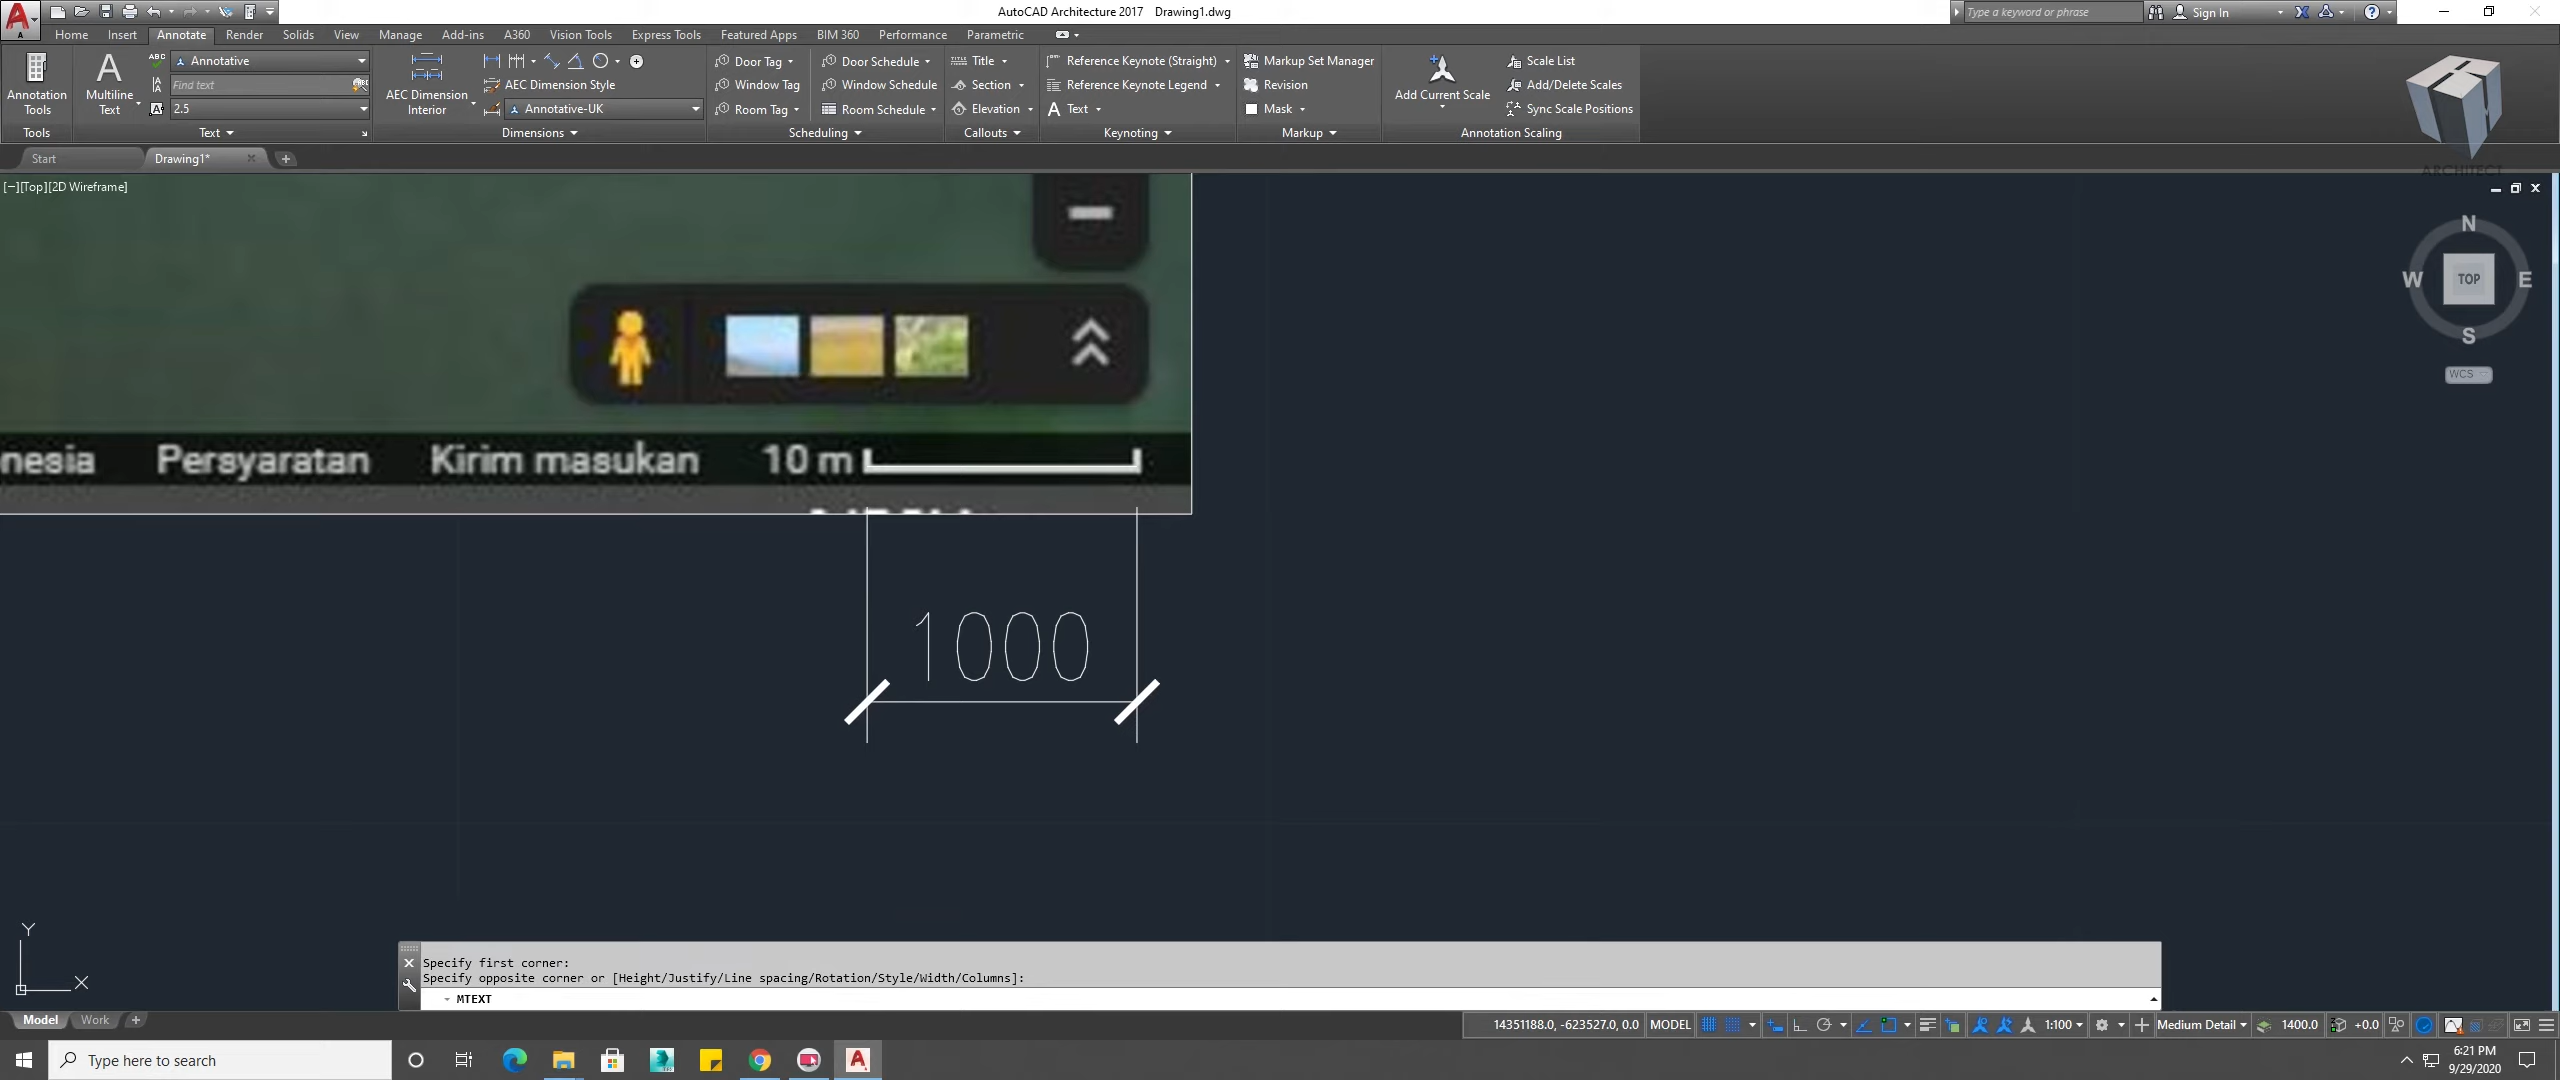 AutoCAD Architecture 2017 Drawing1.dwg
Type a keyword or phrase
Sign In
Home Insert Annotate Render Solids View Manage Add-ins A360 Vision Tools Express Tools Featured Apps BIM 360 Performance Parametric
Annotation Tools
Multiline Text
Annotative
Find text
2.5
AEC Dimension Interior
AEC Dimension Style
Annotative-UK
Door Tag
Window Tag
Room Tag
Door Schedule
Window Schedule
Room Schedule
Title
Section
Elevation
Reference Keynote (Straight)
Reference Keynote Legend
Text
Markup Set Manager
Revision
Mask
Add Current Scale
Scale List
Add/Delete Scales
Sync Scale Positions
Tools Text Dimensions Scheduling Callouts Keynoting Markup Annotation Scaling
ARCHITECT
Start Drawing1*
[−][Top][2D Wireframe]
N
W TOP E
S
WCS
nesia Persyaratan Kirim masukan 10 m
1000
Y
X
Specify first corner:
Specify opposite corner or [Height/Justify/Line spacing/Rotation/Style/Width/Columns]:
MTEXT
Model Work
14351188.0, -623527.0, 0.0 MODEL 1:100 Medium Detail 1400.0 +0.0
Type here to search
6:21 PM
9/29/2020